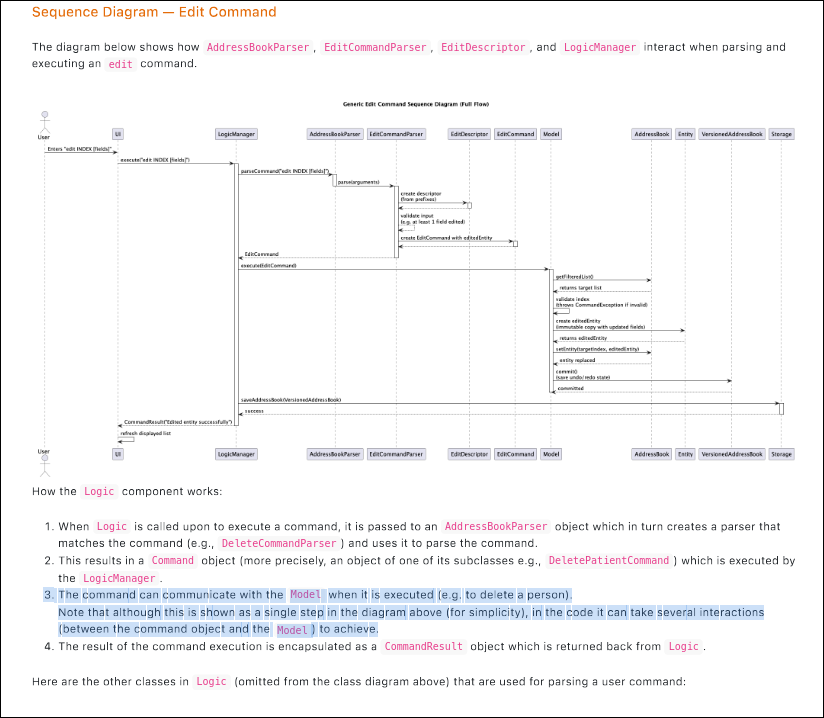 Sequence Diagram — Edit Command
The diagram below shows how AddressBookParser , EditCommandParser , EditDescriptor , and LogicManager interact when parsing and
executing an edit command.
Generic Edit Command Sequence Diagram (Full Flow)
User
UI LogicManager AddressBookParser EditCommandParser EditDescriptor EditCommand Model AddressBook Entity VersionedAddressBook Storage
Enters "edit INDEX [fields]"
execute("edit INDEX [fields]")
parseCommand("edit INDEX [fields]")
parse(arguments)
create descriptor
(from prefixes)
validate input
(e.g. at least 1 field edited)
create EditCommand with editedEntity
EditCommand
execute(EditCommand)
getFilteredList()
returns target list
validate index
(throws CommandException if invalid)
create editedEntity
(immutable copy with updated fields)
returns editedEntity
setEntity(targetIndex, editedEntity)
entity replaced
commit()
(save undo/redo state)
committed
saveAddressBook(VersionedAddressBook)
success
CommandResult("Edited entity successfully")
refresh displayed list
User
UI LogicManager AddressBookParser EditCommandParser EditDescriptor EditCommand Model AddressBook Entity VersionedAddressBook Storage
How the Logic component works:
1. When Logic is called upon to execute a command, it is passed to an AddressBookParser object which in turn creates a parser that
matches the command (e.g., DeleteCommandParser ) and uses it to parse the command.
2. This results in a Command object (more precisely, an object of one of its subclasses e.g., DeletePatientCommand ) which is executed by
the LogicManager .
3. The command can communicate with the Model when it is executed (e.g. to delete a person).
Note that although this is shown as a single step in the diagram above (for simplicity), in the code it can take several interactions
(between the command object and the Model ) to achieve.
4. The result of the command execution is encapsulated as a CommandResult object which is returned back from Logic .
Here are the other classes in Logic (omitted from the class diagram above) that are used for parsing a user command: